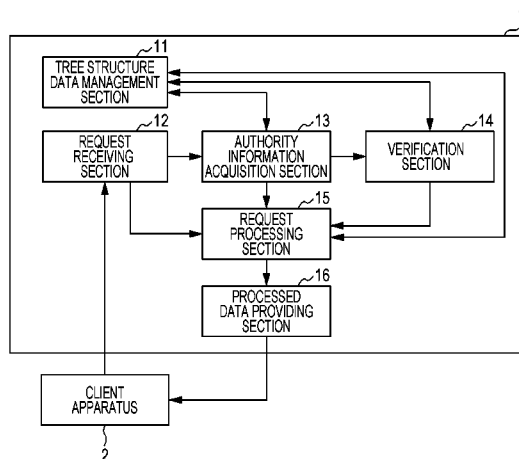 11
TREE STRUCTURE
DATA MANAGEMENT
SECTION
12
REQUEST
RECEIVING
SECTION
13
AUTHORITY
INFORMATION
ACQUISITION SECTION
14
VERIFICATION
SECTION
15
REQUEST
PROCESSING
SECTION
16
PROCESSED
DATA PROVIDING
SECTION
CLIENT
APPARATUS
2